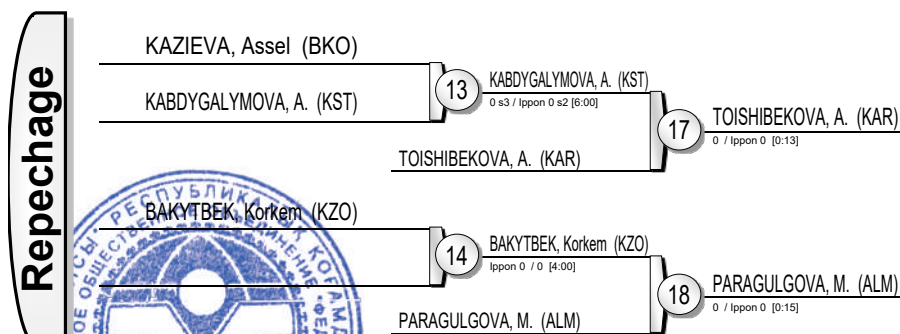 Repechage
KAZIEVA, Assel (BKO)
KABDYGALYMOVA, A. (KST)
13
KABDYGALYMOVA, A. (KST)
0 s3 / Ippon 0 s2 [6:00]
TOISHIBEKOVA, A. (KAR)
17
TOISHIBEKOVA, A. (KAR)
0 / Ippon 0 [0:13]
BAKYTBEK, Korkem (KZO)
14
BAKYTBEK, Korkem (KZO)
Ippon 0 / 0 [4:00]
PARAGULGOVA, M. (ALM)
18
PARAGULGOVA, M. (ALM)
0 / Ippon 0 [0:15]